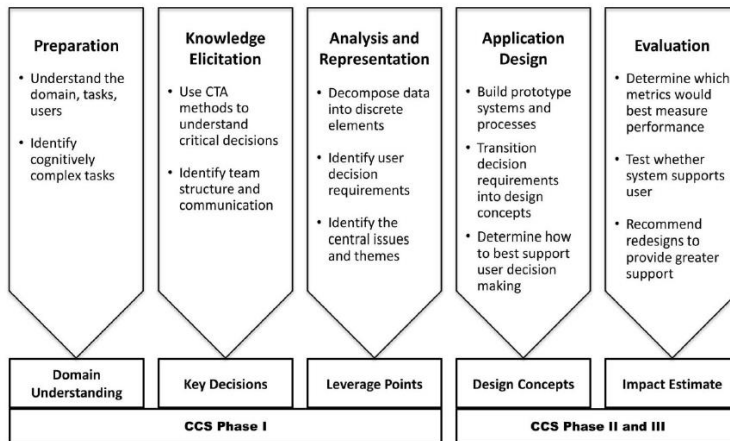 Preparation
• Understand the
domain, tasks,
users
• Identify
cognitively
complex tasks
Domain
Understanding
Knowledge
Elicitation
• Use CTA
methods to
understand
critical decisions
• Identify team
structure and
communication
Key Decisions
Analysis and
Representation
• Decompose data
into discrete
elements
• Identify user
decision
requirements
• Identify the
central issues
and themes
Leverage Points
Application
Design
• Build prototype
systems and
processes
• Transition
decision
requirements
into design
concepts
• Determine how
to best support
user decision
making
Design Concepts
Evaluation
• Determine which
metrics would
best measure
performance
• Test whether
system supports
user
• Recommend
redesigns to
provide greater
support
Impact Estimate
CCS Phase I
CCS Phase II and III